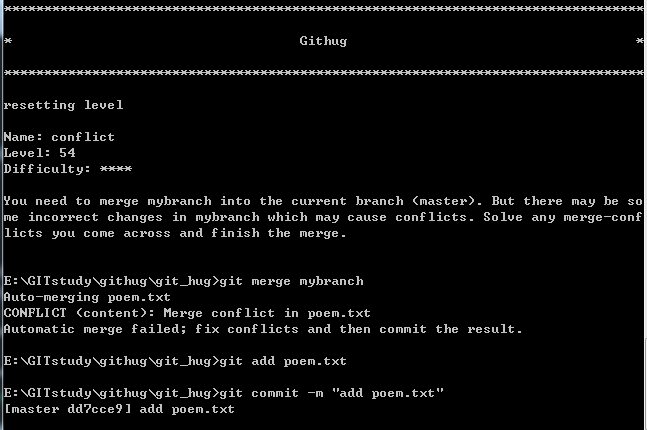 ********************************************************************************
* Githug *
********************************************************************************
resetting level
Name: conflict
Level: 54
Difficulty: ****
You need to merge mybranch into the current branch (master). But there may be so
me incorrect changes in mybranch which may cause conflicts. Solve any merge-conf
licts you come across and finish the merge.
E:\GITstudy\githug\git_hug>git merge mybranch
Auto-merging poem.txt
CONFLICT (content): Merge conflict in poem.txt
Automatic merge failed; fix conflicts and then commit the result.
E:\GITstudy\githug\git_hug>git add poem.txt
E:\GITstudy\githug\git_hug>git commit -m "add poem.txt"
[master dd7cce9] add poem.txt